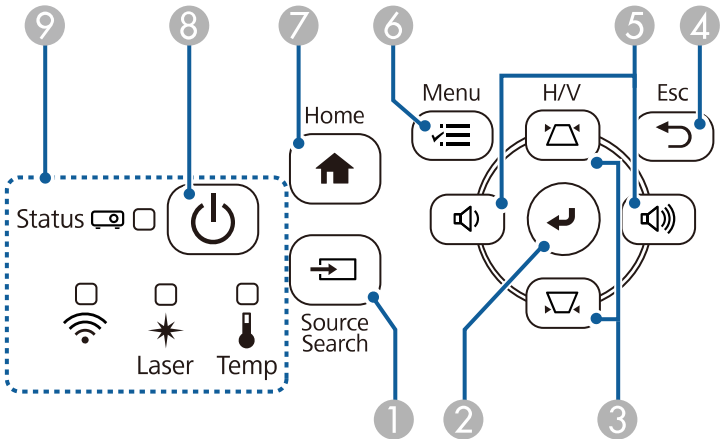 9 8 7 6 5 4
Home Menu H/V Esc
Status
Source
Search
Laser Temp
1 2 3